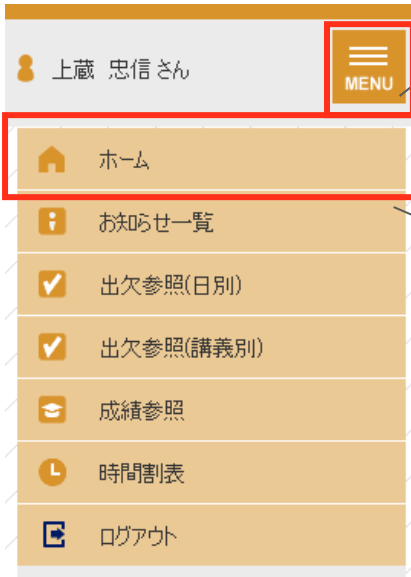 上蔵 忠信さん
MENU
ホーム
お知らせ一覧
出欠参照(日別)
出欠参照(講義別)
成績参照
時間割表
ログアウト